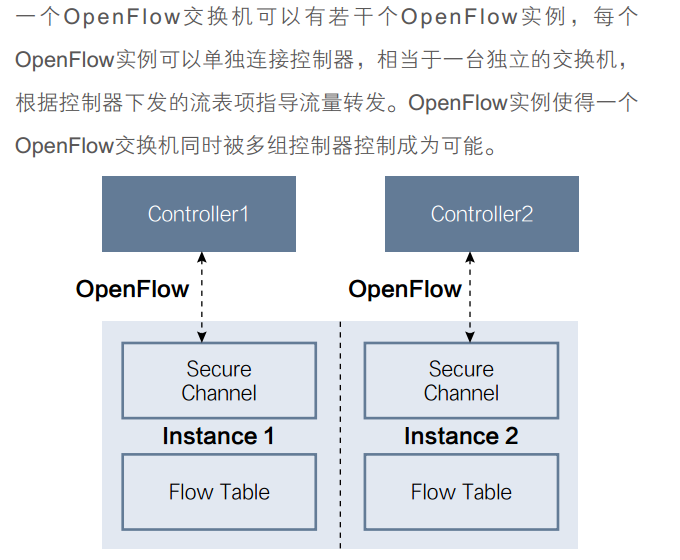 一个OpenFlow交换机可以有若干个OpenFlow实例，每个
OpenFlow实例可以单独连接控制器，相当于一台独立的交换机，
根据控制器下发的流表项指导流量转发。OpenFlow实例使得一个
OpenFlow交换机同时被多组控制器控制成为可能。
Controller1
Controller2
OpenFlow
OpenFlow
Secure
Channel
Secure
Channel
Instance 1
Instance 2
Flow Table
Flow Table